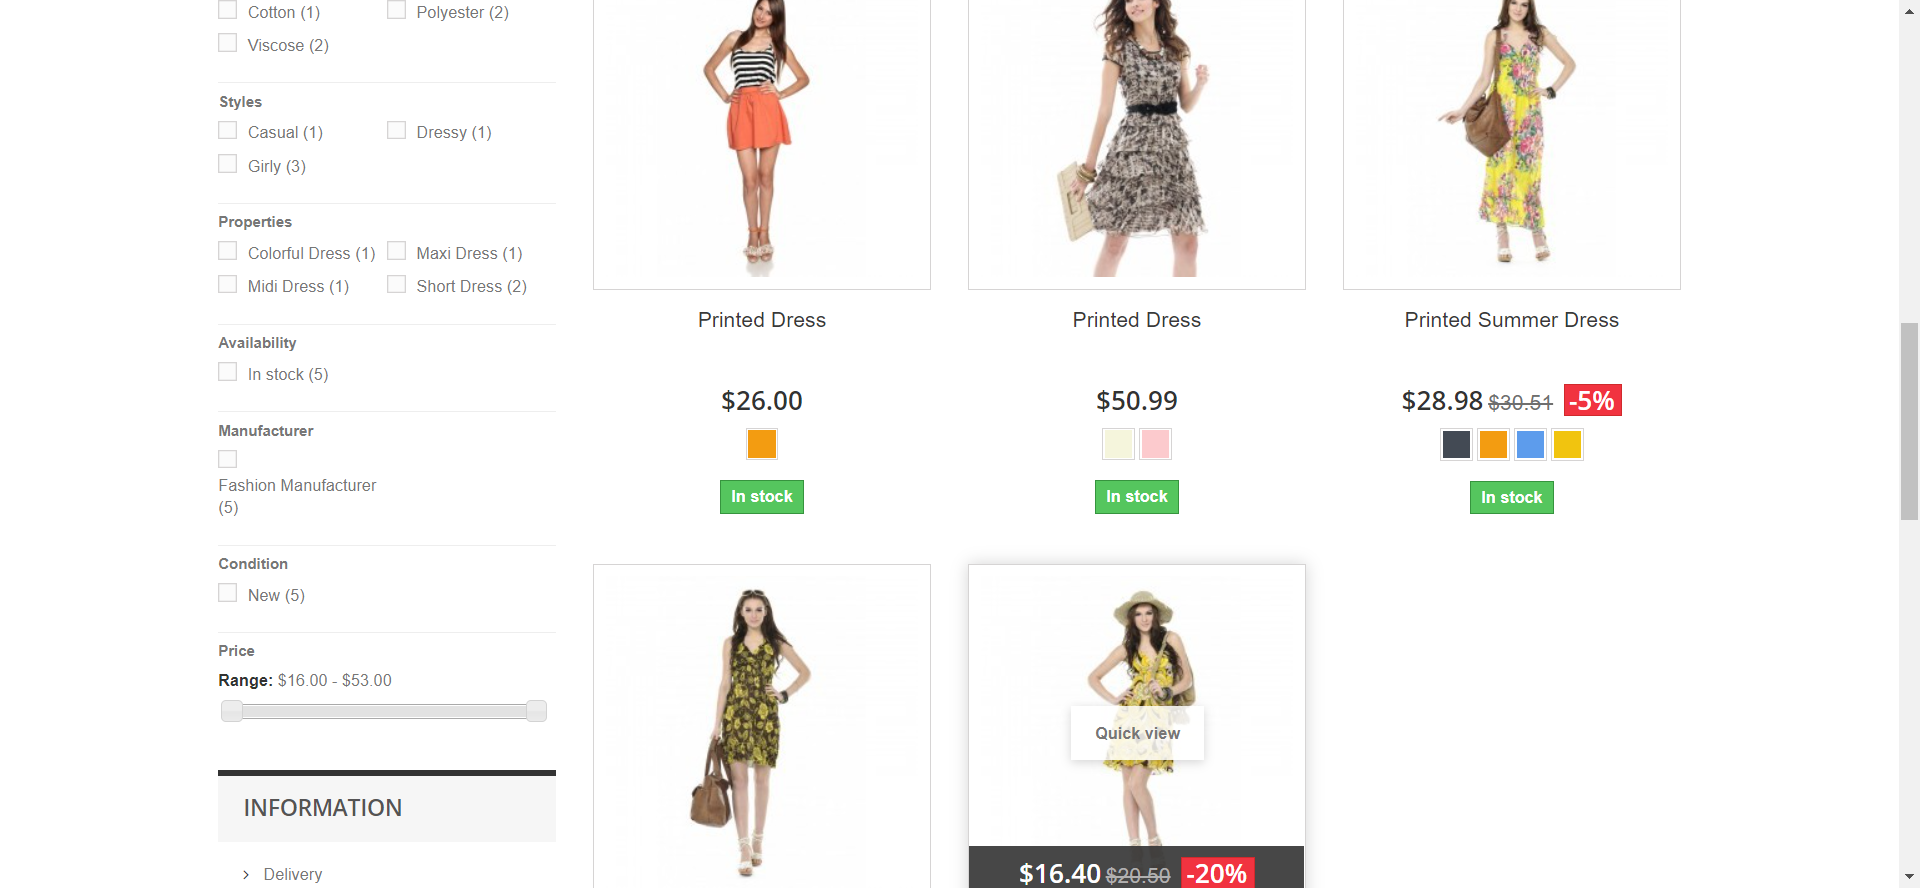 Cotton (1)
Polyester (2)
Viscose (2)
Styles
Casual (1)
Dressy (1)
Girly (3)
Properties
Colorful Dress (1)
Maxi Dress (1)
Midi Dress (1)
Short Dress (2)
Availability
In stock (5)
Manufacturer
Fashion Manufacturer
(5)
Condition
New (5)
Price
Range: $16.00 - $53.00
INFORMATION
Delivery
Printed Dress
$26.00
In stock
Printed Dress
$50.99
In stock
Printed Summer Dress
$28.98 $30.51 -5%
In stock
Quick view
$16.40 $20.50 -20%